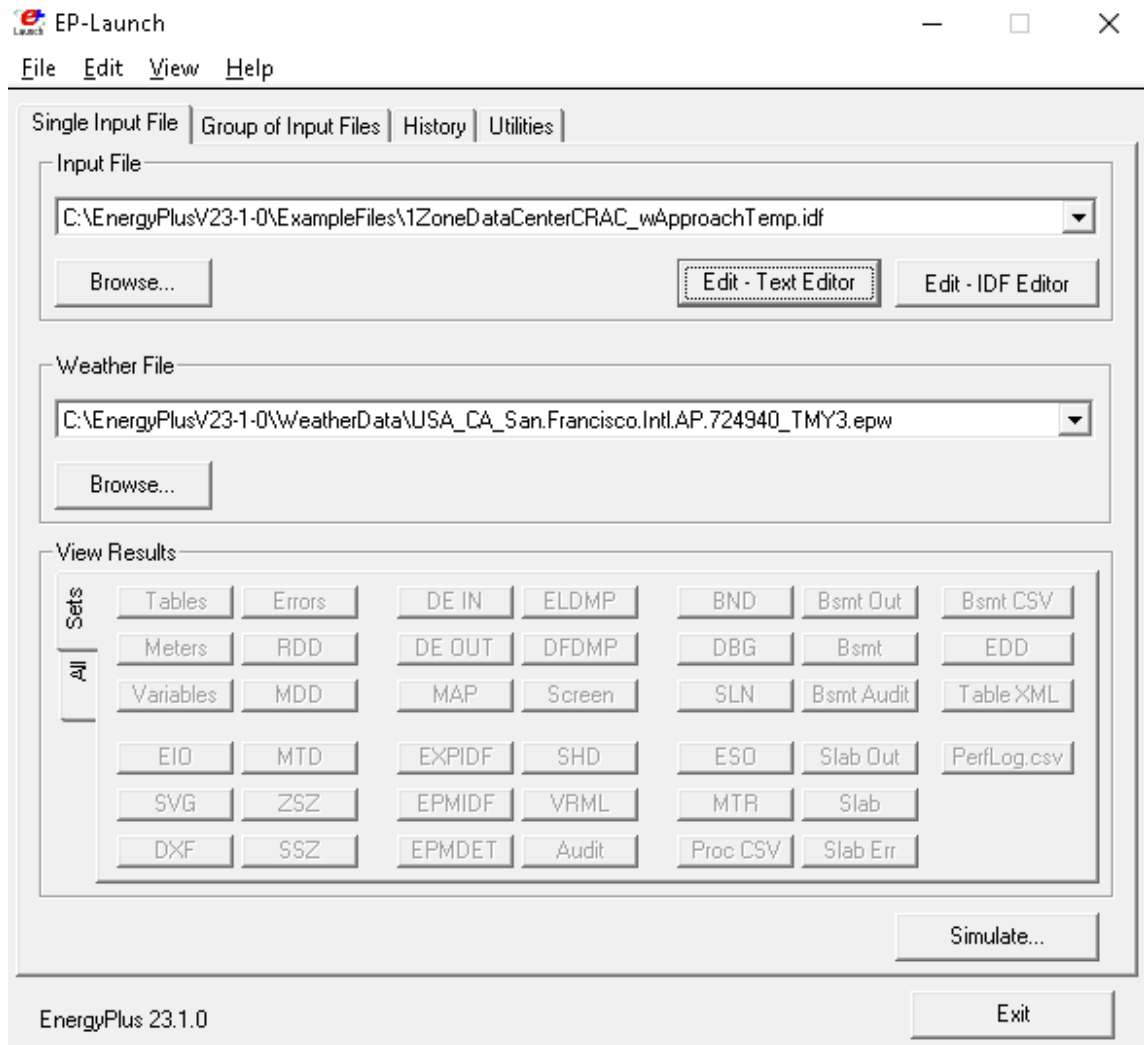 EP-Launch
File Edit View Help
Single Input File Group of Input Files History Utilities
Input File
C:\EnergyPlusV23-1-0\ExampleFiles\1ZoneDataCenterCRAC_wApproachTemp.idf
Browse... Edit - Text Editor Edit - IDF Editor
Weather File
C:\EnergyPlusV23-1-0\WeatherData\USA_CA_San.Francisco.Intl.AP.724940_TMY3.epw
Browse...
View Results
Sets
All
Tables Errors DE IN ELDMP BND Bsmt Out Bsmt CSV
Meters RDD DE OUT DFDMP DBG Bsmt EDD
Variables MDD MAP Screen SLN Bsmt Audit Table XML
EIO MTD EXPIDF SHD ESO Slab Out PerfLog.csv
SVG ZSZ EPMIDF VRML MTR Slab
DXF SSZ EPMDET Audit Proc CSV Slab Err
Simulate...
EnergyPlus 23.1.0 Exit